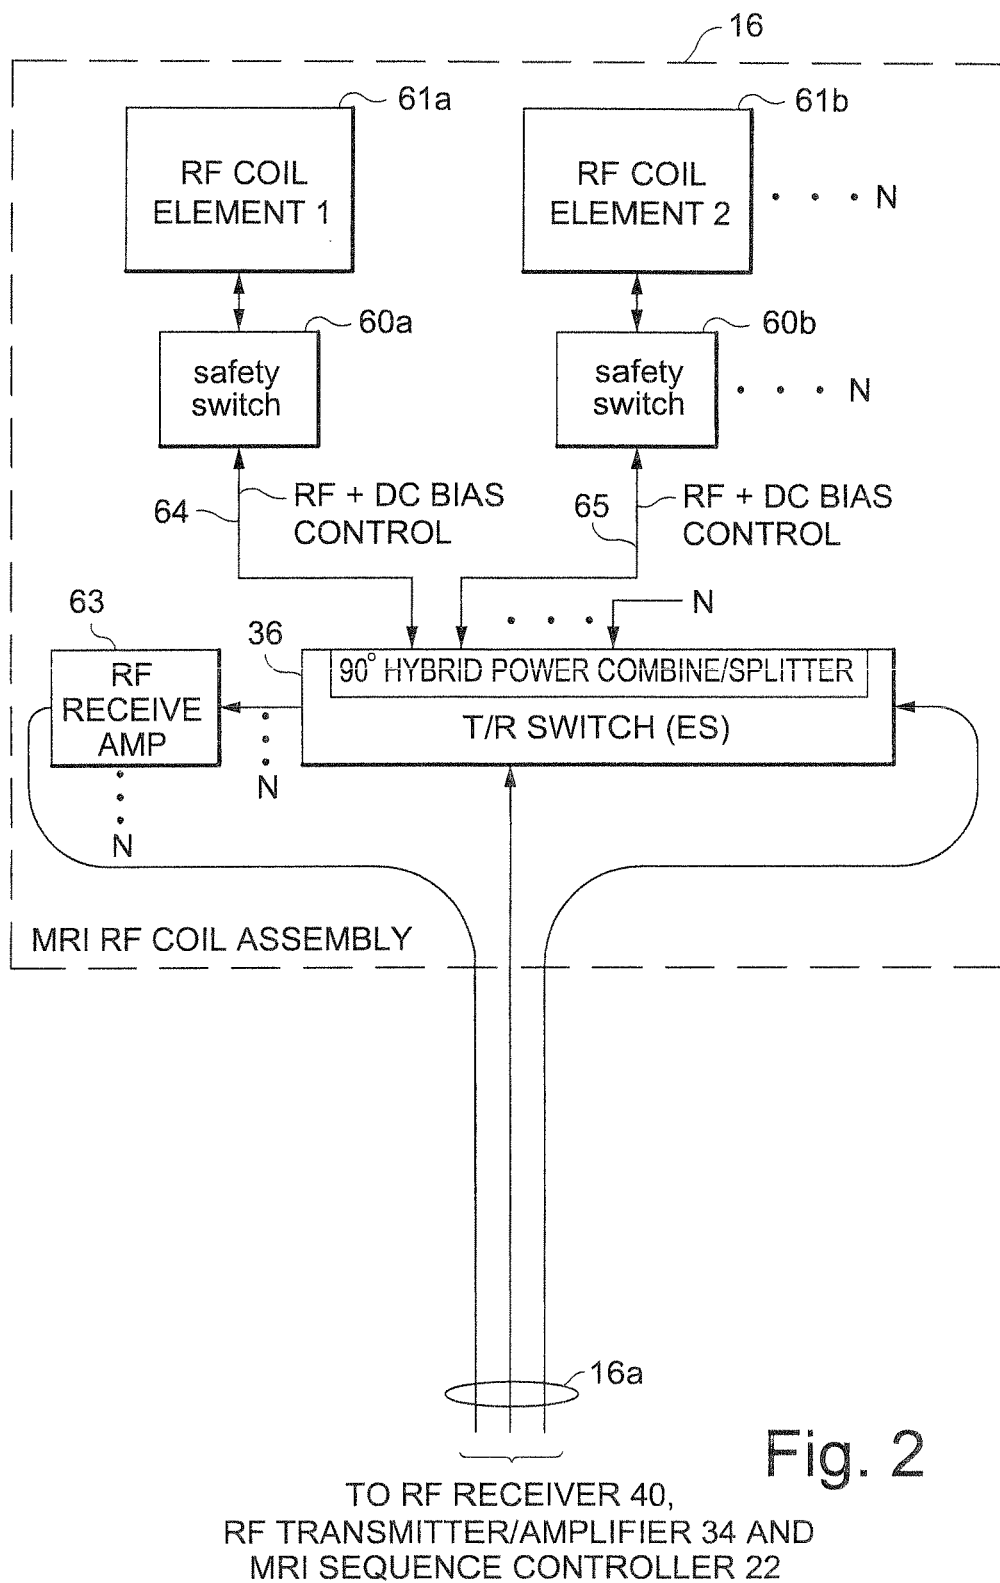 16
61a
61b
RF COIL
ELEMENT 1
RF COIL
ELEMENT 2
. . . N
60a
60b
safety
switch
safety
switch
. . . N
64
RF + DC BIAS
CONTROL
65
RF + DC BIAS
CONTROL
63
36
. . . N
RF
RECEIVE
AMP
90° HYBRID POWER COMBINE/SPLITTER
T/R SWITCH (ES)
N
N
MRI RF COIL ASSEMBLY
16a
Fig. 2
TO RF RECEIVER 40,
RF TRANSMITTER/AMPLIFIER 34 AND
MRI SEQUENCE CONTROLLER 22